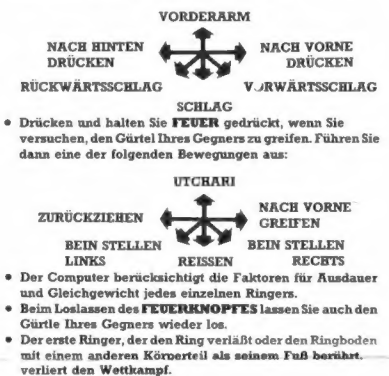 VORDERARM
NACH HINTEN NACH VORNE
DRÜCKEN DRÜCKEN
RÜCKWÄRTSSCHLAG VORWÄRTSSCHLAG
SCHLAG
• Drücken und halten Sie FEUER gedrückt, wenn Sie
versuchen, den Gürtel Ihres Gegners zu greifen. Führen Sie
dann eine der folgenden Bewegungen aus:
UTCHARI
ZURÜCKZIEHEN NACH VORNE
GREIFEN
BEIN STELLEN BEIN STELLEN
LINKS REISSEN RECHTS
• Der Computer berücksichtigt die Faktoren für Ausdauer
und Gleichgewicht jedes einzelnen Ringers.
• Beim Loslassen des FEUERKNOPFES lassen Sie auch den
Gürtle Ihres Gegners wieder los.
• Der erste Ringer, der den Ring verläßt oder den Ringboden
mit einem anderen Körperteil als seinem Fuß berührt,
verliert den Wettkampf.